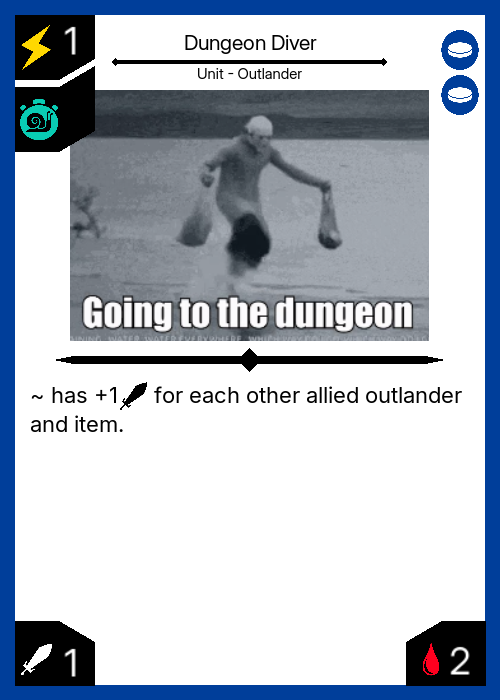 1
Dungeon Diver
Unit - Outlander
Going to the dungeon
~ has +1 for each other allied outlander
and item.
1
2